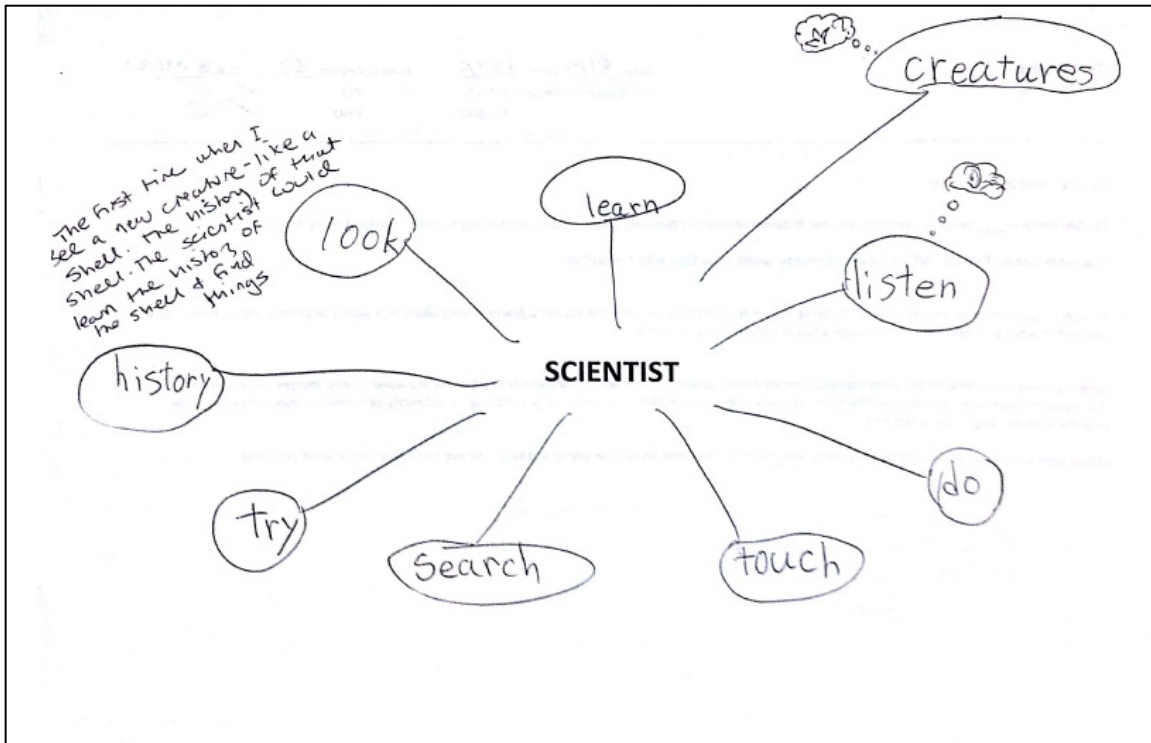 creatures
The first time when I
see a new creature-like a
shell. The history of that
shell. The scientist could
learn the history of
the shell & find
things
look
learn
listen
SCIENTIST
history
try
search
touch
do